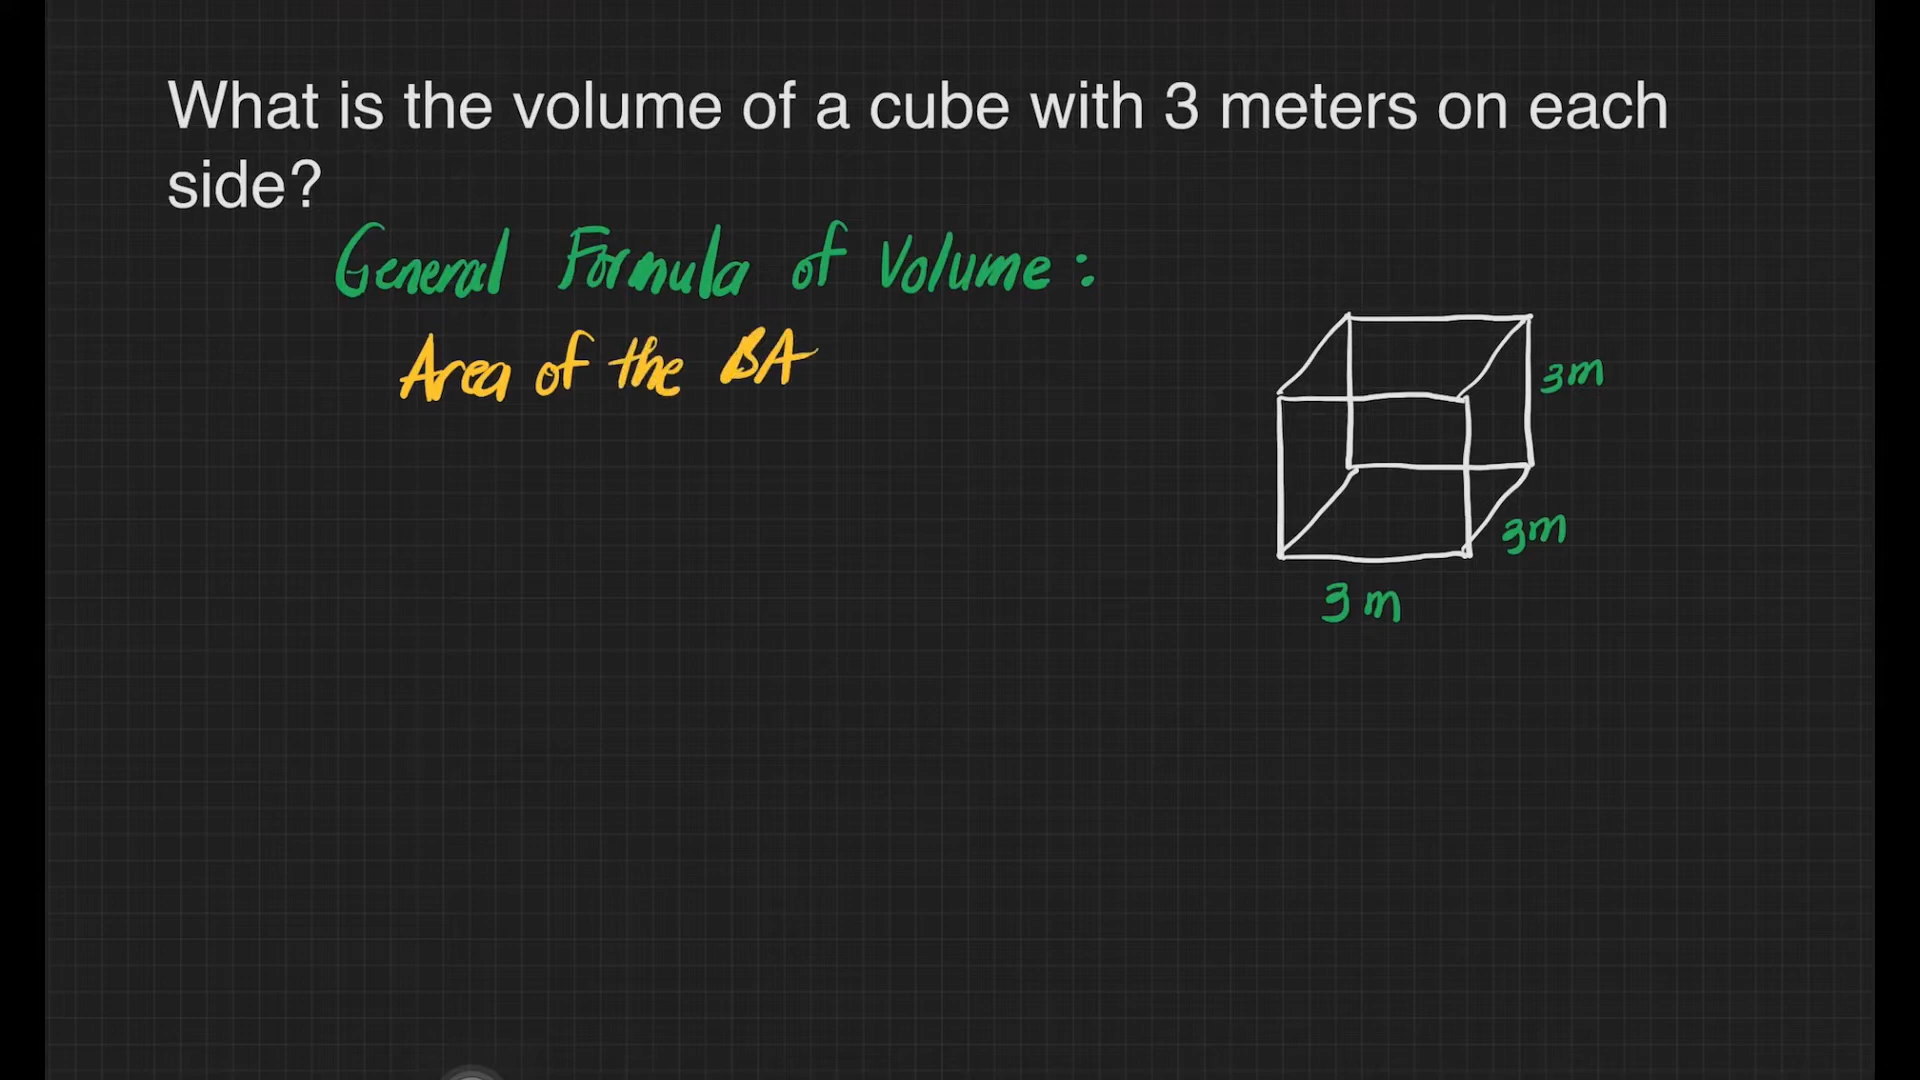 What is the volume of a cube with 3 meters on each
side?
General Formula of Volume:
Area of the BA
3m
3m
3 m